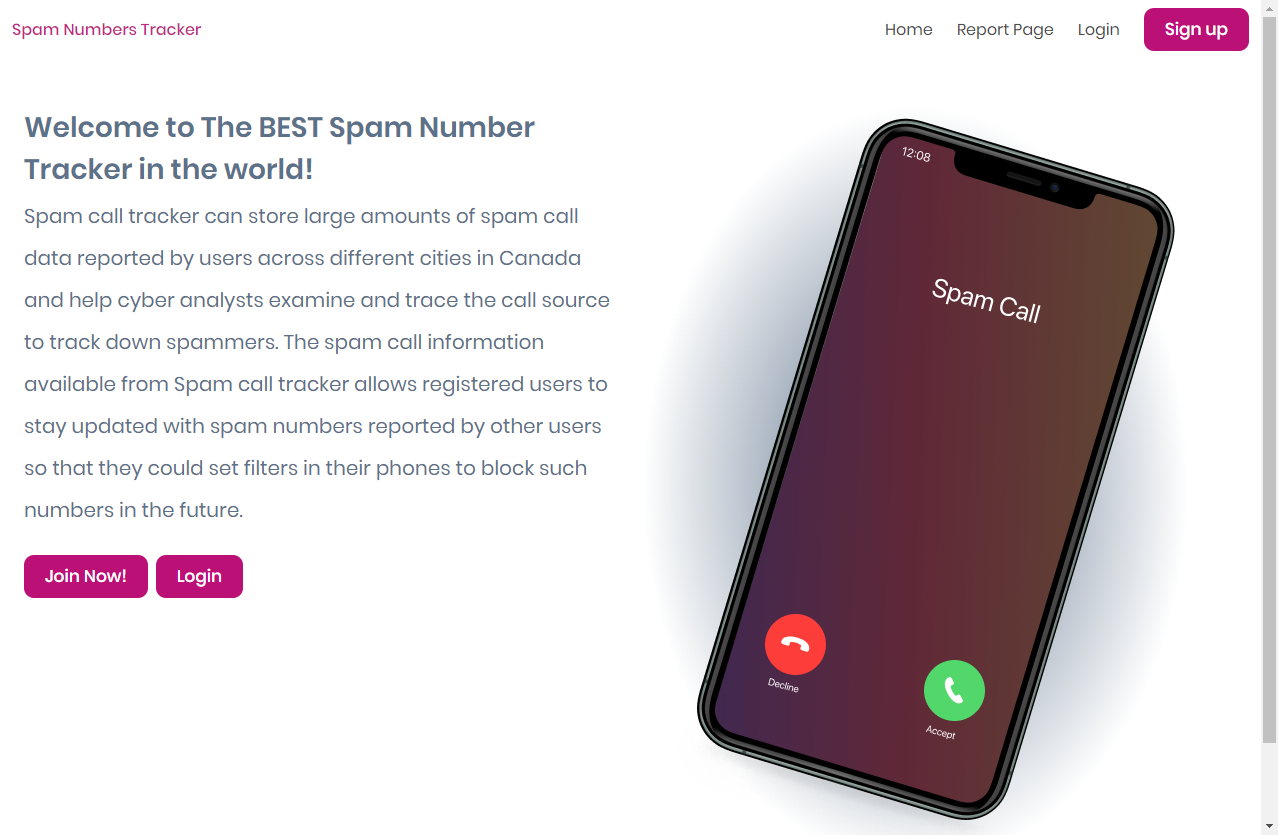 Spam Numbers Tracker
Home Report Page Login Sign up
Welcome to The BEST Spam Number
Tracker in the world!
Spam call tracker can store large amounts of spam call
data reported by users across different cities in Canada
and help cyber analysts examine and trace the call source
to track down spammers. The spam call information
available from Spam call tracker allows registered users to
stay updated with spam numbers reported by other users
so that they could set filters in their phones to block such
numbers in the future.
Join Now! Login
12:08
Spam Call
Decline
Accept